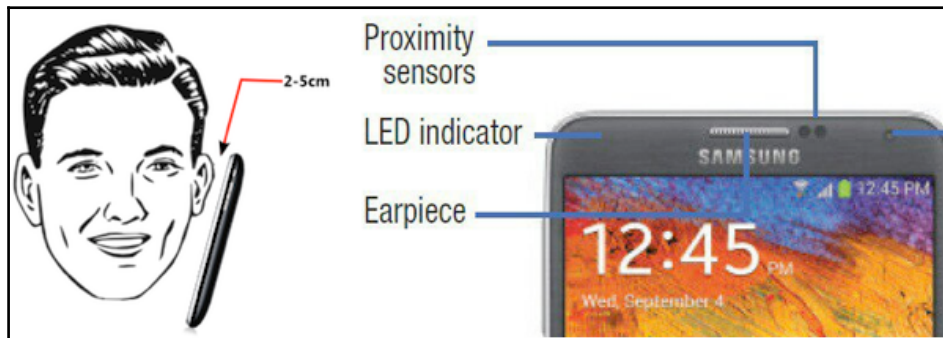 2-5cm
Proximity
sensors
LED indicator
Earpiece
SAMSUNG
12:45 PM
12:45 PM
Wed, September 4